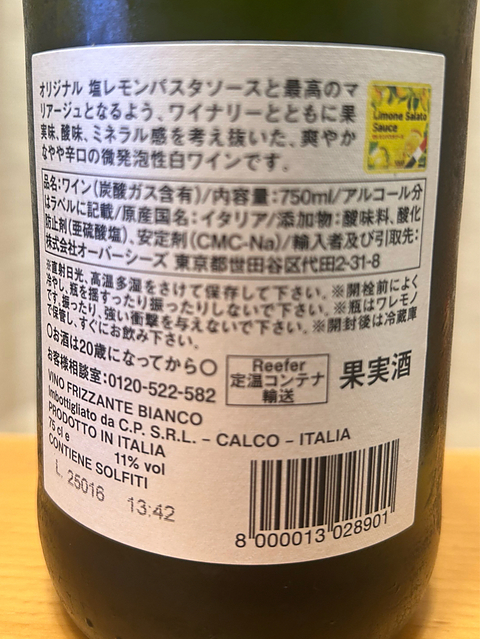 オリジナル 塩レモンパスタソースと最高のマ
リアージュとなるよう、ワイナリーとともに果
実味、酸味、ミネラル感を考え抜いた、爽やか
なやや辛口の微発泡性白ワインです。
Limone Salato
Sauce
品名:ワイン(炭酸ガス含有)/内容量:750ml/アルコール分
はラベルに記載/原産国名:イタリア/添加物:酸味料、酸化
防止剤(亜硫酸塩)、安定剤(CMC-Na)/輸入者及び引取先:
株式会社オーバーシーズ 東京都世田谷区代田2-31-8
※直射日光、高温多湿をさけて保存して下さい。※開栓前によく
冷やし、瓶を揺すったり振ったりしないで下さい。※瓶はワレモノ
です。振ったり、強い衝撃を与えないで下さい。※開封後は冷蔵庫
で保管し、すぐにお飲み下さい。
○お酒は20歳になってから○
お客様相談室:0120-522-582
Reefer
定温コンテナ
輸送
果実酒
VINO FRIZZANTE BIANCO
Imbottigliato da C.P. S.R.L. – CALCO – ITALIA
PRODOTTO IN ITALIA
75 cl e 11% vol
CONTIENE SOLFITI
L. 25016 13:42
8 000013 028901